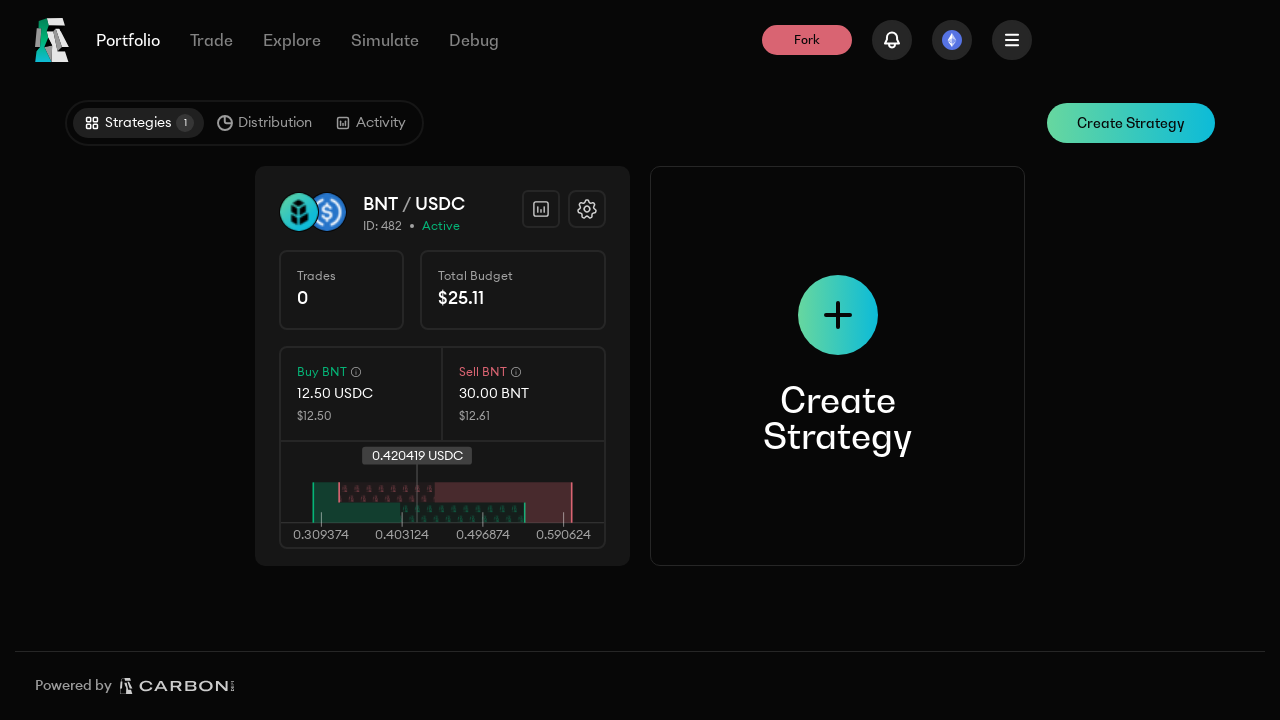 Portfolio Trade Explore Simulate Debug Fork
Strategies 1 Distribution Activity Create Strategy
BNT / USDC
ID: 482 • Active
Trades
0
Total Budget
$25.11
Buy BNT
12.50 USDC
$12.50
Sell BNT
30.00 BNT
$12.61
0.420419 USDC
0.309374 0.403124 0.496874 0.590624
Create
Strategy
Powered by CARBON